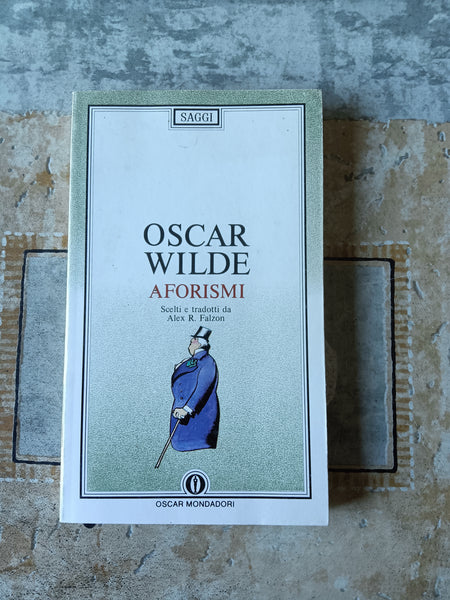 SAGGI
OSCAR
WILDE
AFORISMI
Scelti e tradotti da
Alex R. Falzon
OSCAR MONDADORI